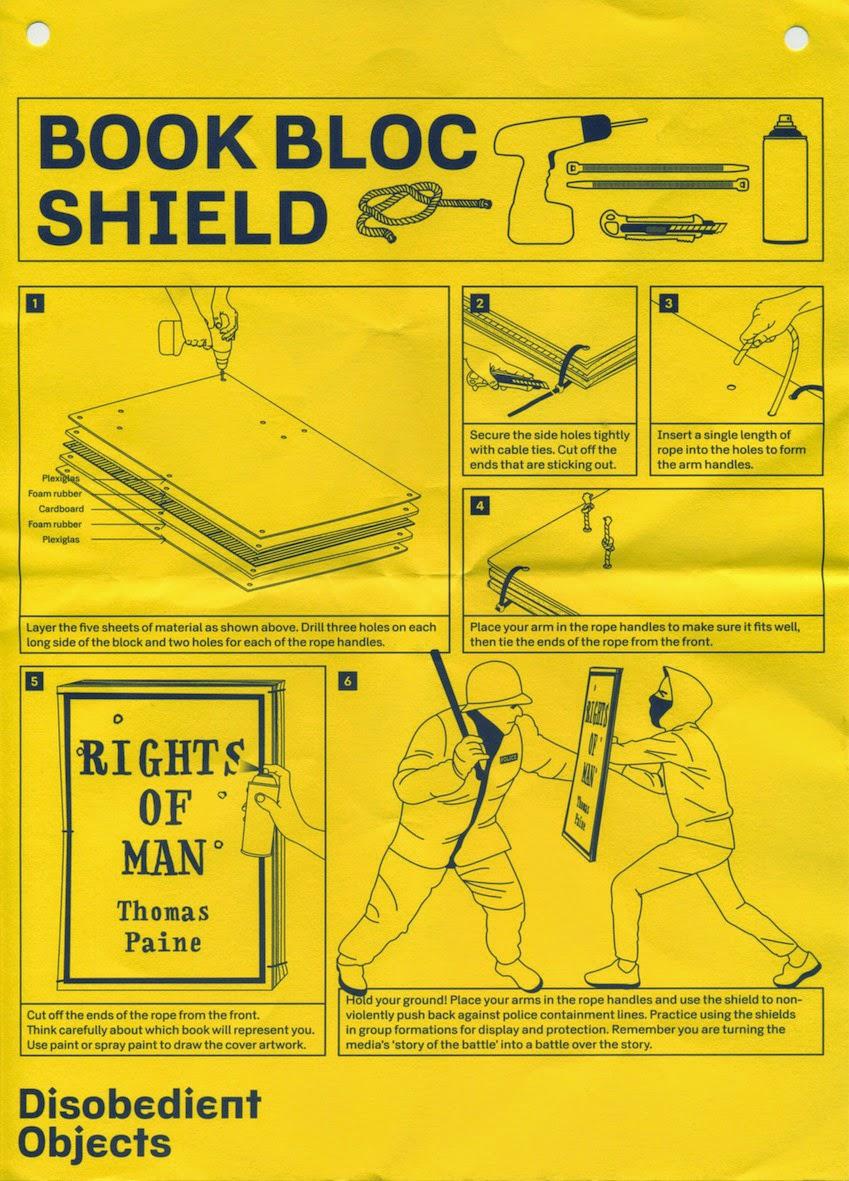 BOOK BLOC
SHIELD
1
Plexiglas
Foam rubber
Cardboard
Foam rubber
Plexiglas
Layer the five sheets of material as shown above. Drill three holes on each
long side of the block and two holes for each of the rope handles.
2
Secure the side holes tightly
with cable ties. Cut off the
ends that are sticking out.
3
Insert a single length of
rope into the holes to form
the arm handles.
4
Place your arm in the rope handles to make sure it fits well,
then tie the ends of the rope from the front.
5
RIGHTS
OF
MAN
Thomas
Paine
Cut off the ends of the rope from the front.
Think carefully about which book will represent you.
Use paint or spray paint to draw the cover artwork.
6
POLICE
RIGHTS
OF
MAN
Thomas
Paine
Hold your ground! Place your arms in the rope handles and use the shield to non-
violently push back against police containment lines. Practice using the shields
in group formations for display and protection. Remember you are turning the
media's 'story of the battle' into a battle over the story.
Disobedient
Objects